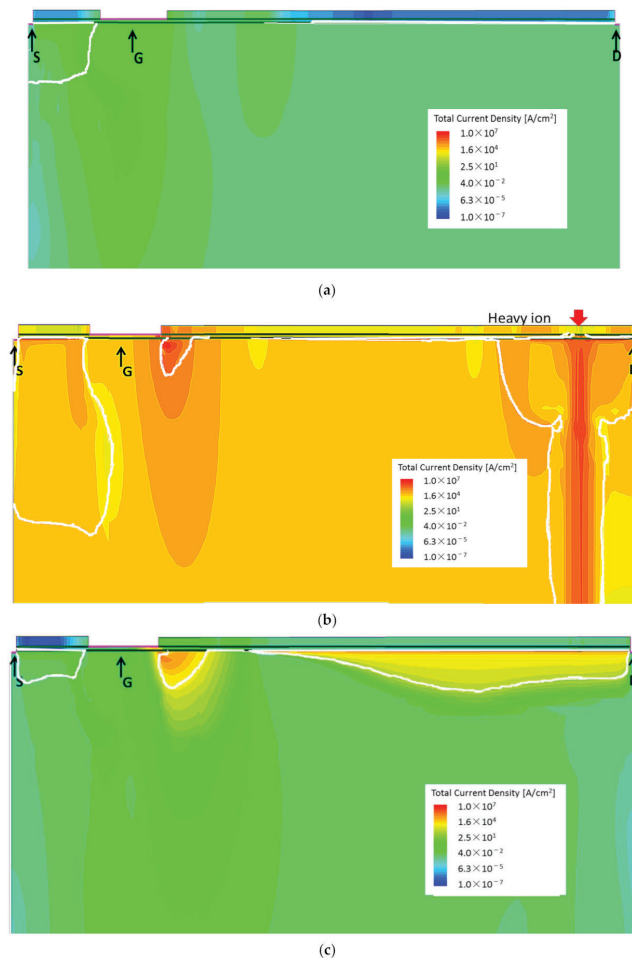 S G D
Total Current Density [A/cm²]
1.0×10⁷
1.6×10⁴
2.5×10¹
4.0×10⁻²
6.3×10⁻⁵
1.0×10⁻⁷
(a)
Heavy ion
S G
Total Current Density [A/cm²]
1.0×10⁷
1.6×10⁴
2.5×10¹
4.0×10⁻²
6.3×10⁻⁵
1.0×10⁻⁷
(b)
S G
Total Current Density [A/cm²]
1.0×10⁷
1.6×10⁴
2.5×10¹
4.0×10⁻²
6.3×10⁻⁵
1.0×10⁻⁷
(c)